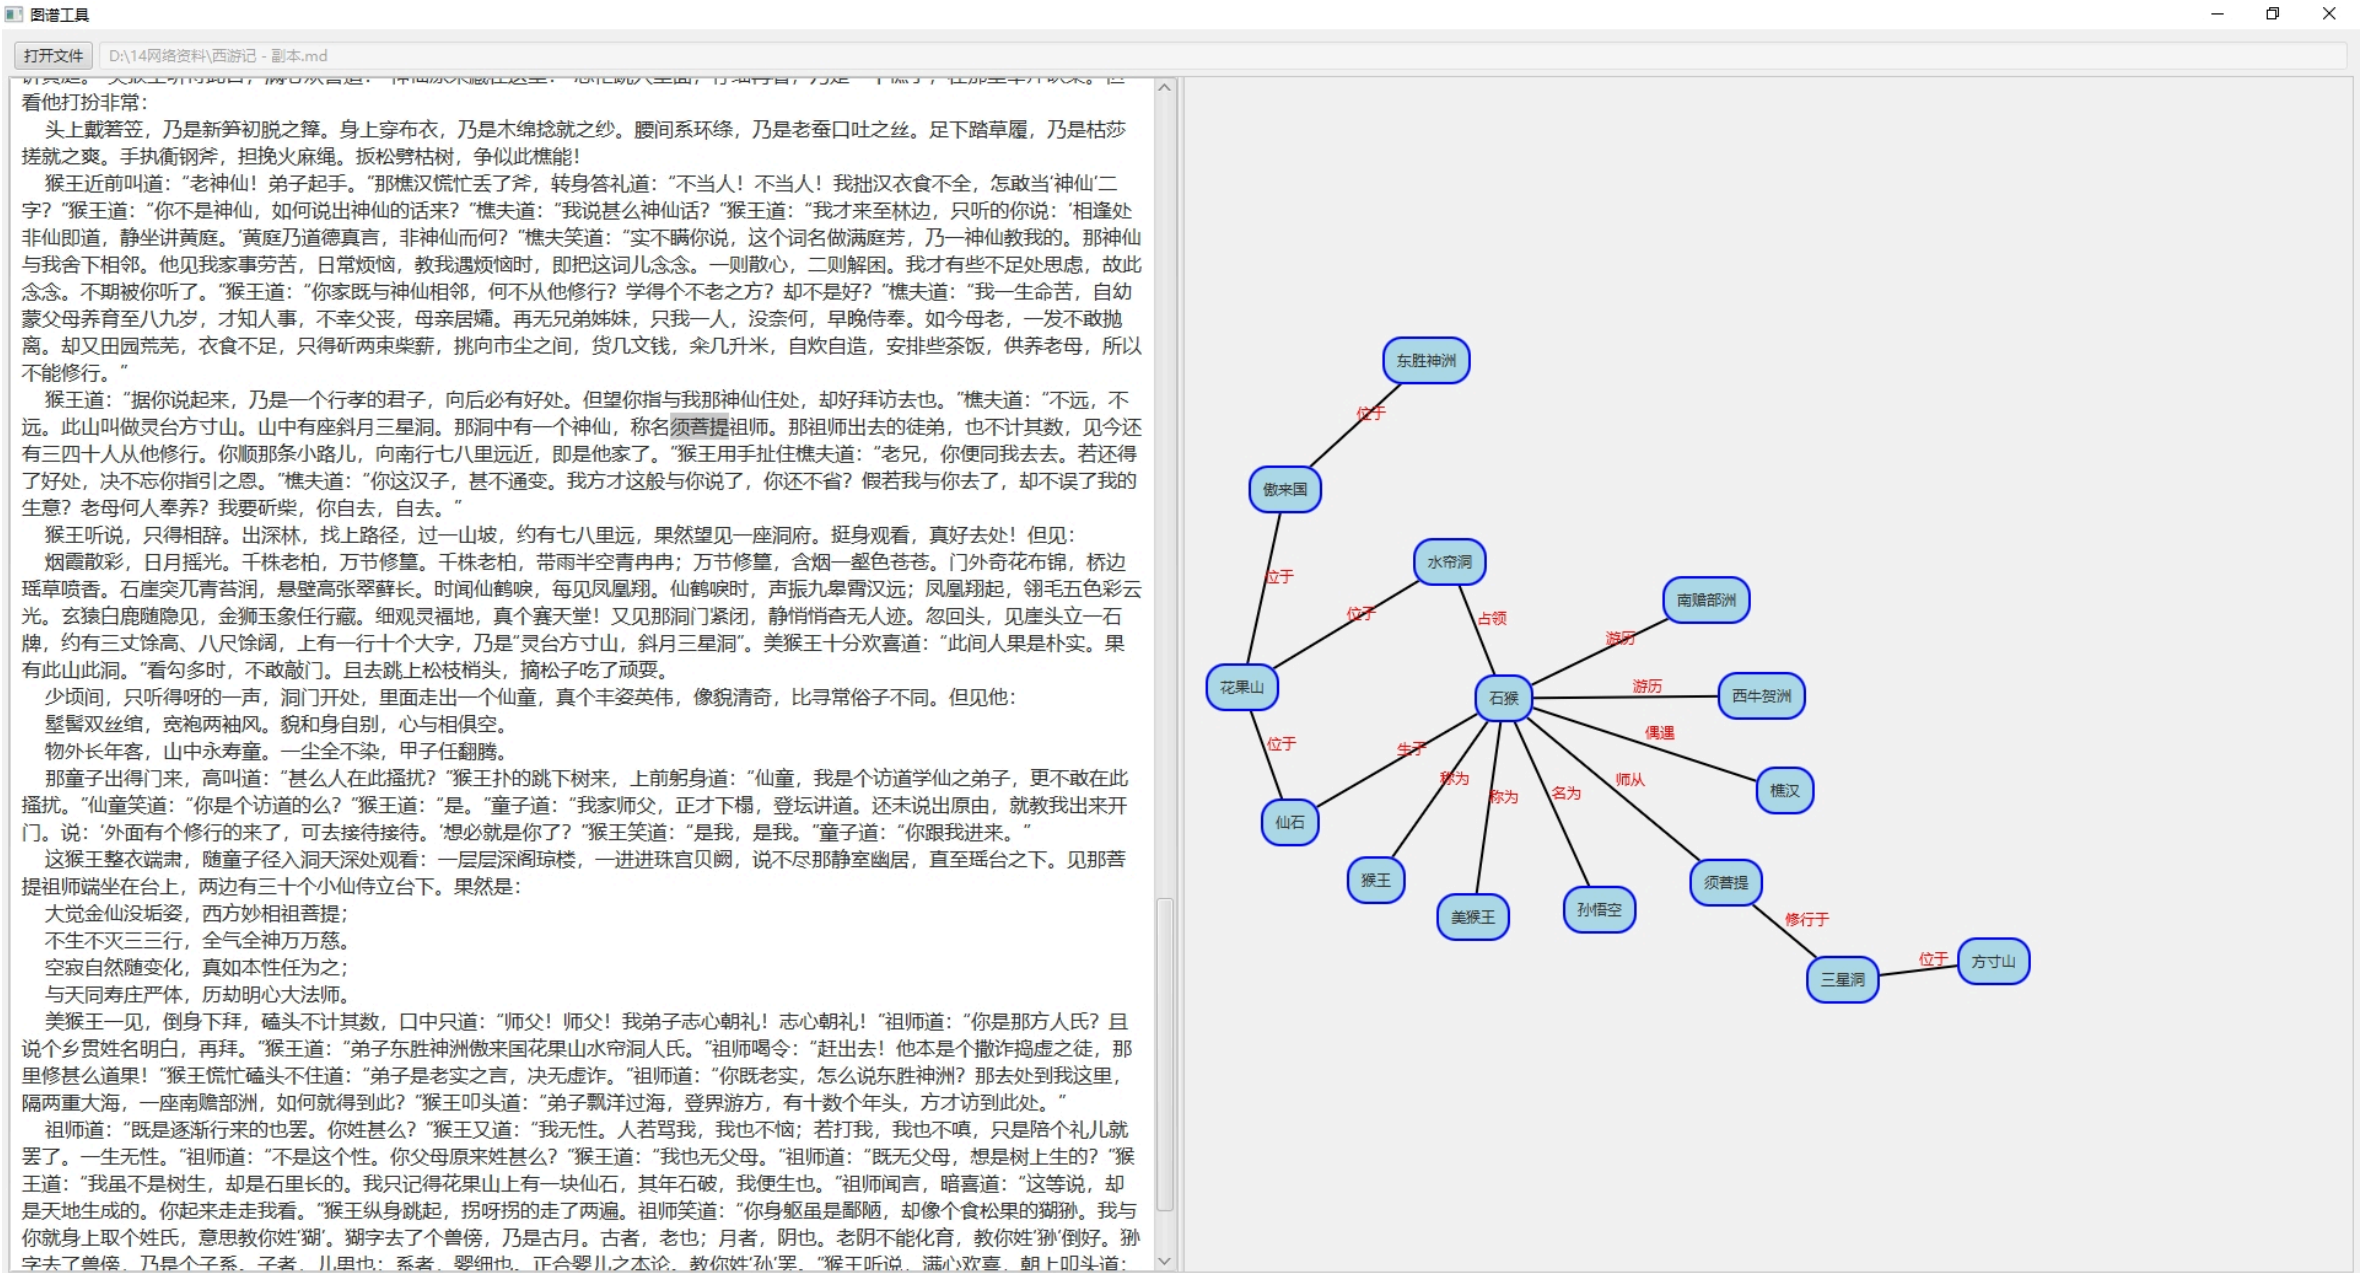 图谱工具
打开文件 D:\14网络资料\西游记 - 副本.md
看他打扮非常：
头上戴箬笠，乃是新笋初脱之箨。身上穿布衣，乃是木绵捻就之纱。腰间系环绦，乃是老蚕口吐之丝。足下踏草履，乃是枯莎
搓就之爽。手执衠钢斧，担挽火麻绳。扳松劈枯树，争似此樵能！
猴王近前叫道：“老神仙！弟子起手。”那樵汉慌忙丢了斧，转身答礼道：“不当人！不当人！我拙汉衣食不全，怎敢当‘神仙’二
字？”猴王道：“你不是神仙，如何说出神仙的话来？”樵夫道：“我说甚么神仙话？”猴王道：“我才来至林边，只听的你说：‘相逢处
非仙即道，静坐讲黄庭。’黄庭乃道德真言，非神仙而何？”樵夫笑道：“实不瞒你说，这个词名做满庭芳，乃一神仙教我的。那神仙
与我舍下相邻。他见我家事劳苦，日常烦恼，教我遇烦恼时，即把这词儿念念。一则散心，二则解困。我才有些不足处思虑，故此
念念。不期被你听了。”猴王道：“你家既与神仙相邻，何不从他修行？学得个不老之方？却不是好？”樵夫道：“我一生命苦，自幼
蒙父母养育至八九岁，才知人事，不幸父丧，母亲居孀。再无兄弟姊妹，只我一人，没奈何，早晚侍奉。如今母老，一发不敢抛
离。却又田园荒芜，衣食不足，只得斫两束柴薪，挑向市尘之间，货几文钱，籴几升米，自炊自造，安排些茶饭，供养老母，所以
不能修行。”
猴王道：“据你说起来，乃是一个行孝的君子，向后必有好处。但望你指与我那神仙住处，却好拜访去也。”樵夫道：“不远，不
远。此山叫做灵台方寸山。山中有座斜月三星洞。那洞中有一个神仙，称名须菩提祖师。那祖师出去的徒弟，也不计其数，见今还
有三四十人从他修行。你顺那条小路儿，向南行七八里远近，即是他家了。”猴王用手扯住樵夫道：“老兄，你便同我去去。若还得
了好处，决不忘你指引之恩。”樵夫道：“你这汉子，甚不通变。我方才这般与你说了，你还不省？假若我与你去了，却不误了我的
生意？老母何人奉养？我要斫柴，你自去，自去。”
猴王听说，只得相辞。出深林，找上路径，过一山坡，约有七八里远，果然望见一座洞府。挺身观看，真好去处！但见：
烟霞散彩，日月摇光。千株老柏，万节修篁。千株老柏，带雨半空青冉冉；万节修篁，含烟一壑色苍苍。门外奇花布锦，桥边
瑶草喷香。石崖突兀青苔润，悬壁高张翠藓长。时闻仙鹤唳，每见凤凰翔。仙鹤唳时，声振九皋霄汉远；凤凰翔起，翎毛五色彩云
光。玄猿白鹿随隐见，金狮玉象任行藏。细观灵福地，真个赛天堂！又见那洞门紧闭，静悄悄杳无人迹。忽回头，见崖头立一石
牌，约有三丈馀高、八尺馀阔，上有一行十个大字，乃是“灵台方寸山，斜月三星洞”。美猴王十分欢喜道：“此间人果是朴实。果
有此山此洞。”看勾多时，不敢敲门。且去跳上松枝梢头，摘松子吃了顽耍。
少顷间，只听得呀的一声，洞门开处，里面走出一个仙童，真个丰姿英伟，像貌清奇，比寻常俗子不同。但见他：
髽髻双丝绾，宽袍两袖风。貌和身自别，心与相俱空。
物外长年客，山中永寿童。一尘全不染，甲子任翻腾。
那童子出得门来，高叫道：“甚么人在此搔扰？”猴王扑的跳下树来，上前躬身道：“仙童，我是个访道学仙之弟子，更不敢在此
搔扰。”仙童笑道：“你是个访道的么？”猴王道：“是。”童子道：“我家师父，正才下榻，登坛讲道。还未说出原由，就教我出来开
门。说：‘外面有个修行的来了，可去接待接待。’想必就是你了？”猴王笑道：“是我，是我。”童子道：“你跟我进来。”
这猴王整衣端肃，随童子径入洞天深处观看：一层层深阁琼楼，一进进珠宫贝阙，说不尽那静室幽居，直至瑶台之下。见那菩
提祖师端坐在台上，两边有三十个小仙侍立台下。果然是：
大觉金仙没垢姿，西方妙相祖菩提；
不生不灭三三行，全气全神万万慈。
空寂自然随变化，真如本性任为之；
与天同寿庄严体，历劫明心大法师。
美猴王一见，倒身下拜，磕头不计其数，口中只道：“师父！师父！我弟子志心朝礼！志心朝礼！”祖师道：“你是那方人氏？且
说个乡贯姓名明白，再拜。”猴王道：“弟子东胜神洲傲来国花果山水帘洞人氏。”祖师喝令：“赶出去！他本是个撒诈捣虚之徒，那
里修甚么道果！”猴王慌忙磕头不住道：“弟子是老实之言，决无虚诈。”祖师道：“你既老实，怎么说东胜神洲？那去处到我这里，
隔两重大海，一座南赡部洲，如何就得到此？”猴王叩头道：“弟子飘洋过海，登界游方，有十数个年头，方才访到此处。”
祖师道：“既是逐渐行来的也罢。你姓甚么？”猴王又道：“我无性。人若骂我，我也不恼；若打我，我也不嗔，只是陪个礼儿就
罢了。一生无性。”祖师道：“不是这个性。你父母原来姓甚么？”猴王道：“我也无父母。”祖师道：“既无父母，想是树上生的？”猴
王道：“我虽不是树生，却是石里长的。我只记得花果山上有一块仙石，其年石破，我便生也。”祖师闻言，暗喜道：“这等说，却
是天地生成的。你起来走走我看。”猴王纵身跳起，拐呀拐的走了两遍。祖师笑道：“你身躯虽是鄙陋，却像个食松果的猢狲。我与
你就身上取个姓氏，意思教你姓‘猢’。猢字去了个兽傍，乃是古月。古者，老也；月者，阴也。老阴不能化育，教你姓‘狲’倒好。狲
字去了兽傍，乃是个子系。子者，儿男也；系者，婴细也。正合婴儿之本论。教你姓‘孙’罢。”猴王听说，满心欢喜，朝上叩头道：
东胜神洲
位于
傲来国
水帘洞
位于
南赡部洲
位于
占领
游历
花果山
石猴
游历
西牛贺洲
偶遇
位于
生于
称为
称为
名为
师从
樵汉
仙石
猴王
美猴王
孙悟空
须菩提
修行于
三星洞
位于
方寸山